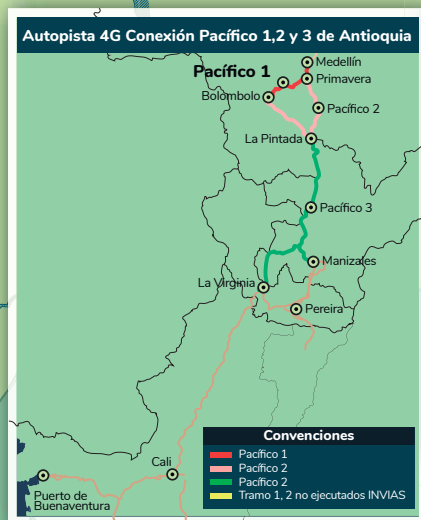 Autopista 4G Conexión Pacífico 1,2 y 3 de Antioquia
Medellín
Pacífico 1
Primavera
Bolombolo
Pacífico 2
La Pintada
Pacífico 3
Manizales
La Virginia
Pereira
Cali
Puerto de
Buenaventura
Convenciones
Pacífico 1
Pacífico 2
Pacífico 2
Tramo 1, 2 no ejecutados INVIAS